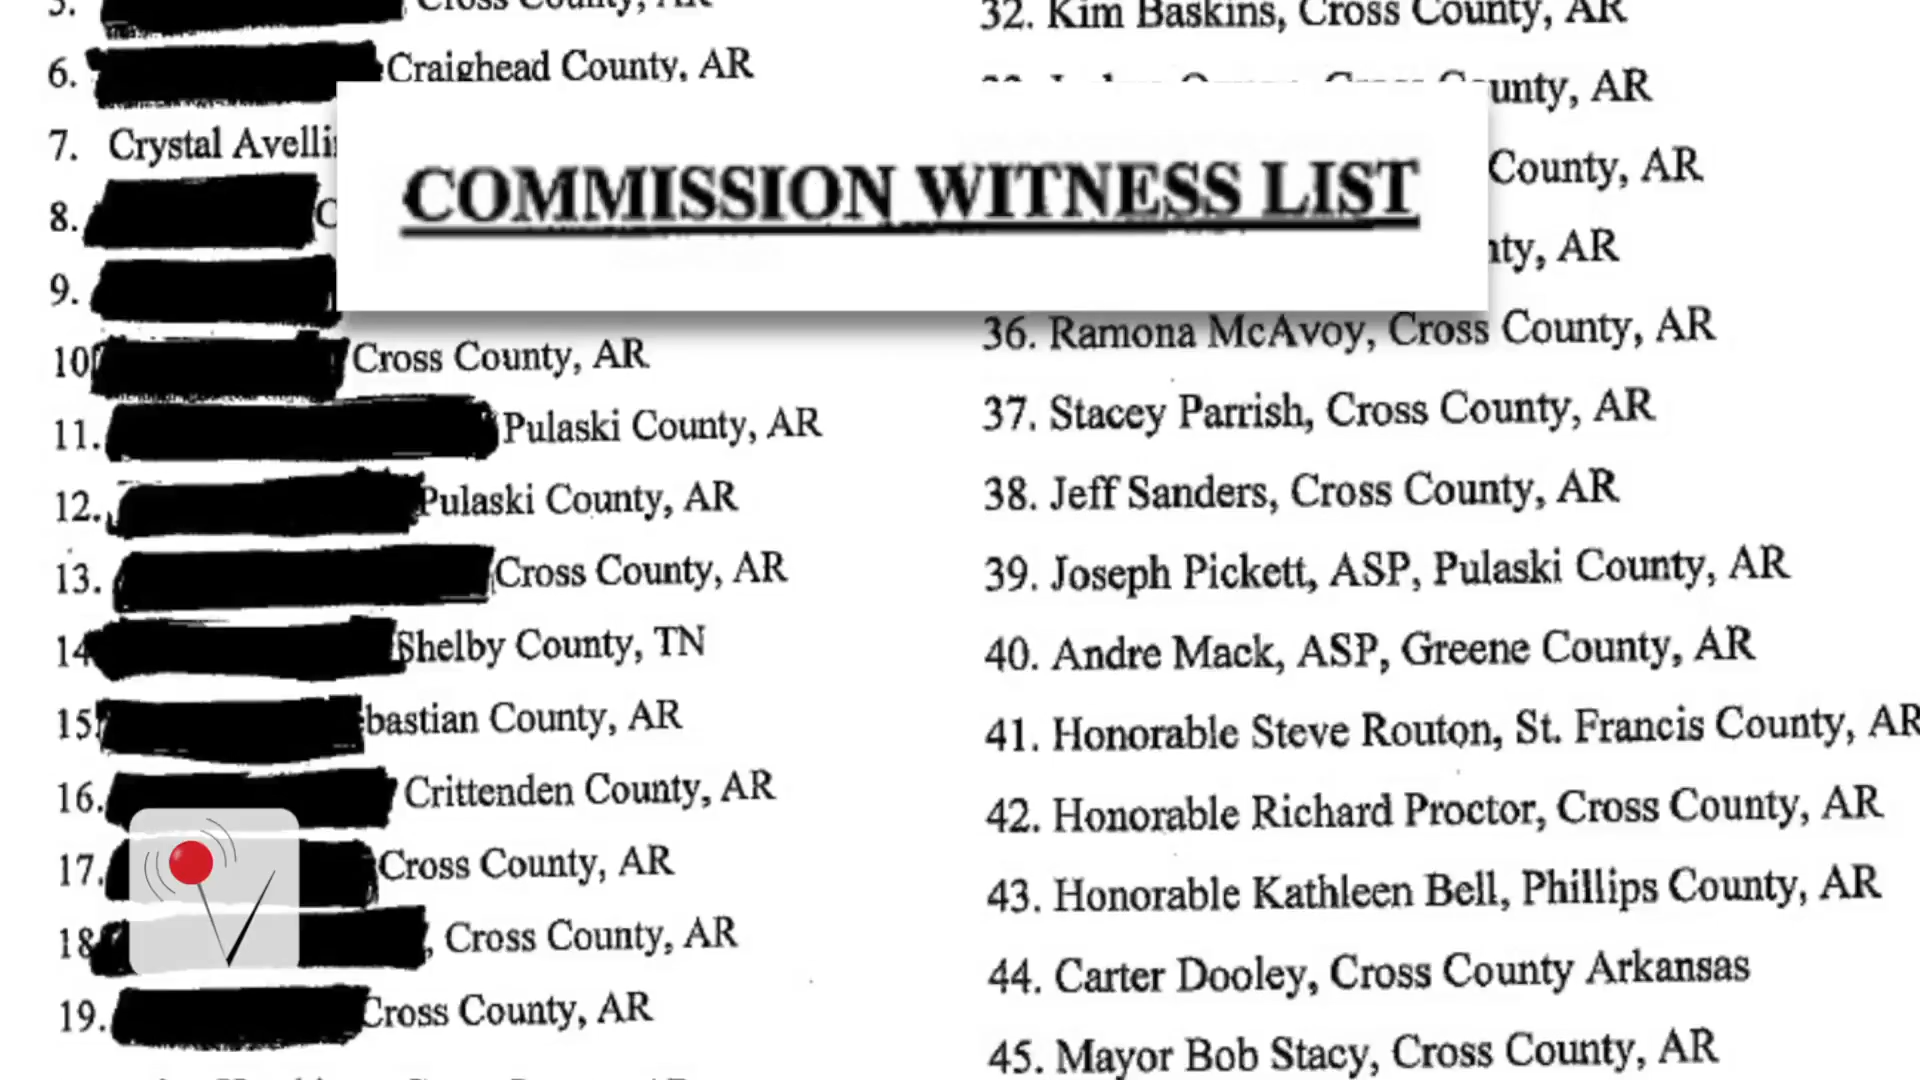 5. Cross County, AR
6. Craighead County, AR
7. Crystal
8.
9.
10 Cross County, AR
11. Pulaski County, AR
12. Pulaski County, AR
13. Cross County, AR
14 Shelby County, TN
15 bastian County, AR
16. Crittenden County, AR
17. Cross County, AR
18 , Cross County, AR
19. Cross County, AR
COMMISSION WITNESS LIST
32. Kim Baskins, Cross County, AR
unty, AR
County, AR
nty, AR
36. Ramona McAvoy, Cross County, AR
37. Stacey Parrish, Cross County, AR
38. Jeff Sanders, Cross County, AR
39. Joseph Pickett, ASP, Pulaski County, AR
40. Andre Mack, ASP, Greene County, AR
41. Honorable Steve Routon, St. Francis County, AR
42. Honorable Richard Proctor, Cross County, AR
43. Honorable Kathleen Bell, Phillips County, AR
44. Carter Dooley, Cross County Arkansas
45. Mayor Bob Stacy, Cross County, AR